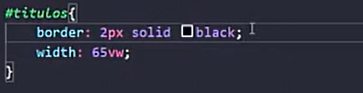 #titulos{
border: 2px solid black;
width: 65vw;
}